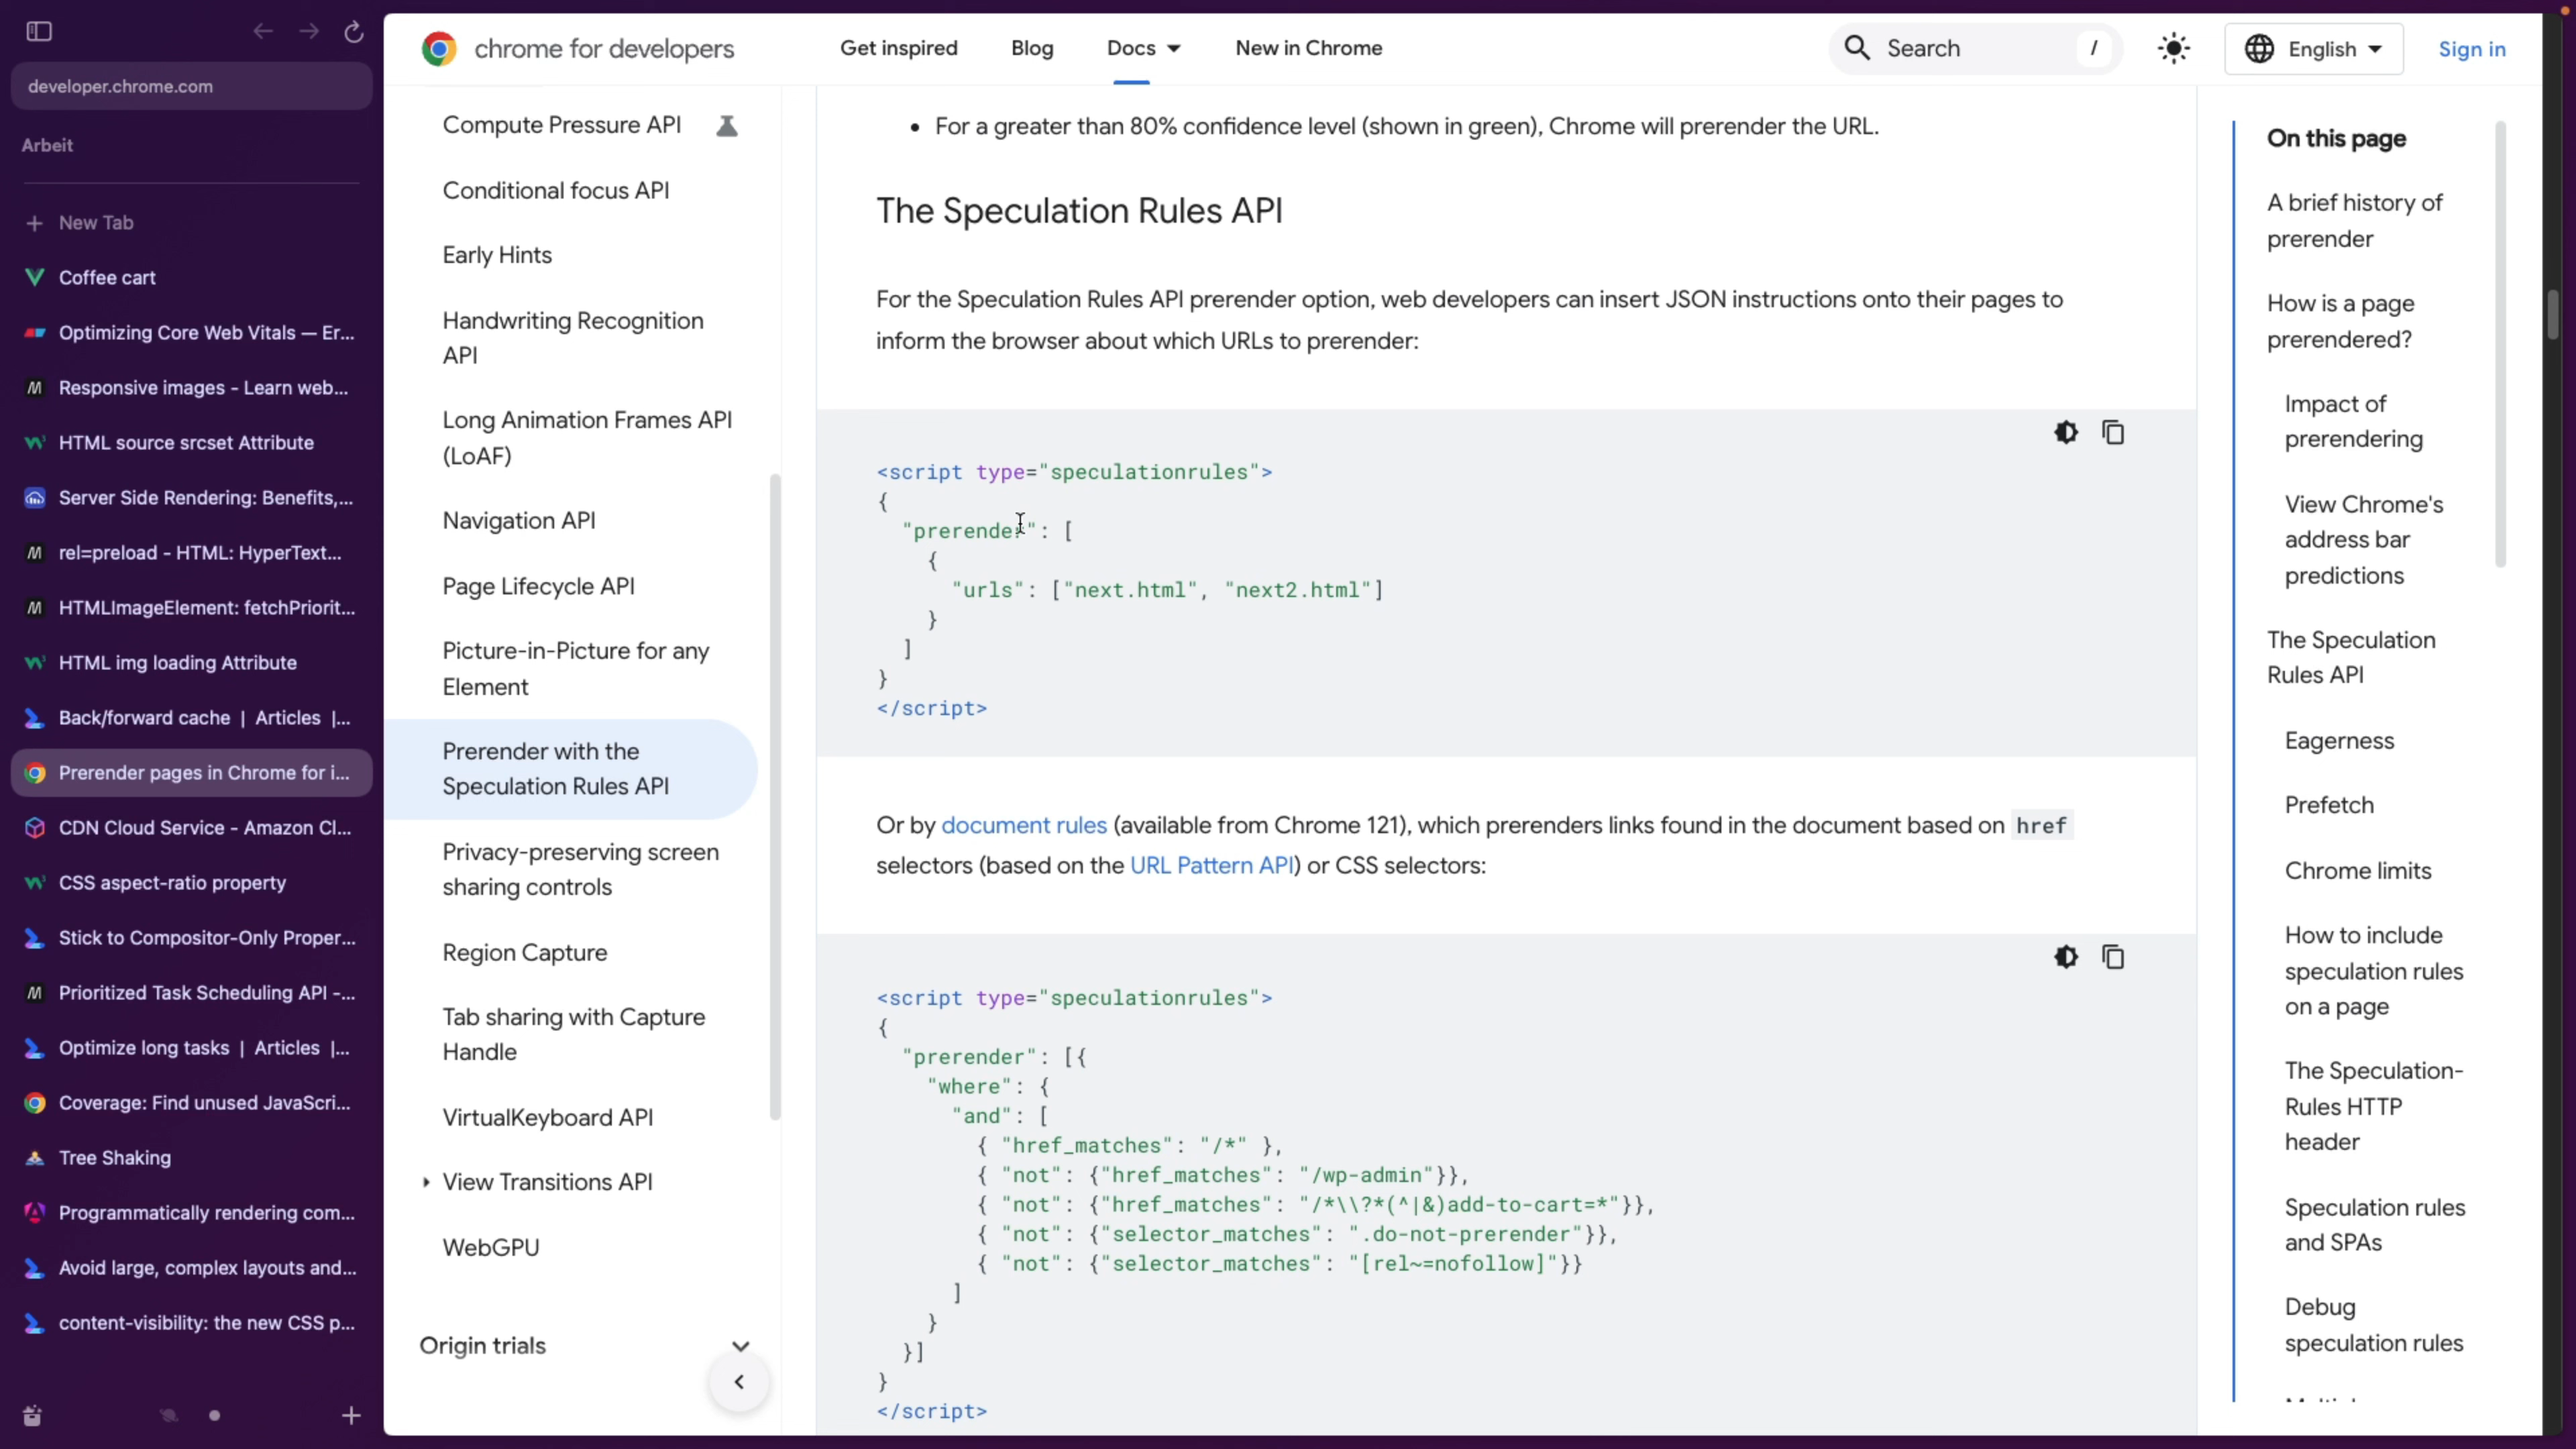 developer.chrome.com
Arbeit
New Tab
Coffee cart
Optimizing Core Web Vitals — Er...
Responsive images - Learn web...
HTML source srcset Attribute
Server Side Rendering: Benefits,...
rel=preload - HTML: HyperText...
HTMLImageElement: fetchPriorit...
HTML img loading Attribute
Back/forward cache | Articles |...
Prerender pages in Chrome for i...
CDN Cloud Service - Amazon Cl...
CSS aspect-ratio property
Stick to Compositor-Only Proper...
Prioritized Task Scheduling API -...
Optimize long tasks | Articles |...
Coverage: Find unused JavaScri...
Tree Shaking
Programmatically rendering com...
Avoid large, complex layouts and...
content-visibility: the new CSS p...
chrome for developers
Get inspired
Blog
Docs
New in Chrome
Search
/
English
Sign in
Compute Pressure API
Conditional focus API
Early Hints
Handwriting Recognition
API
Long Animation Frames API
(LoAF)
Navigation API
Page Lifecycle API
Picture-in-Picture for any
Element
Prerender with the
Speculation Rules API
Privacy-preserving screen
sharing controls
Region Capture
Tab sharing with Capture
Handle
VirtualKeyboard API
View Transitions API
WebGPU
Origin trials
• For a greater than 80% confidence level (shown in green), Chrome will prerender the URL.
The Speculation Rules API
For the Speculation Rules API prerender option, web developers can insert JSON instructions onto their pages to
inform the browser about which URLs to prerender:
<script type="speculationrules">
{
  "prerender": [
    {
      "urls": ["next.html", "next2.html"]
    }
  ]
}
</script>
Or by document rules (available from Chrome 121), which prerenders links found in the document based on href
selectors (based on the URL Pattern API) or CSS selectors:
<script type="speculationrules">
{
  "prerender": [{
    "where": {
      "and": [
        { "href_matches": "/*" },
        { "not": {"href_matches": "/wp-admin"}},
        { "not": {"href_matches": "/*\\?*(^|&)add-to-cart=*"}},
        { "not": {"selector_matches": ".do-not-prerender"}},
        { "not": {"selector_matches": "[rel~=nofollow]"}}
      ]
    }
  }]
}
</script>
On this page
A brief history of
prerender
How is a page
prerendered?
Impact of
prerendering
View Chrome's
address bar
predictions
The Speculation
Rules API
Eagerness
Prefetch
Chrome limits
How to include
speculation rules
on a page
The Speculation-
Rules HTTP
header
Speculation rules
and SPAs
Debug
speculation rules